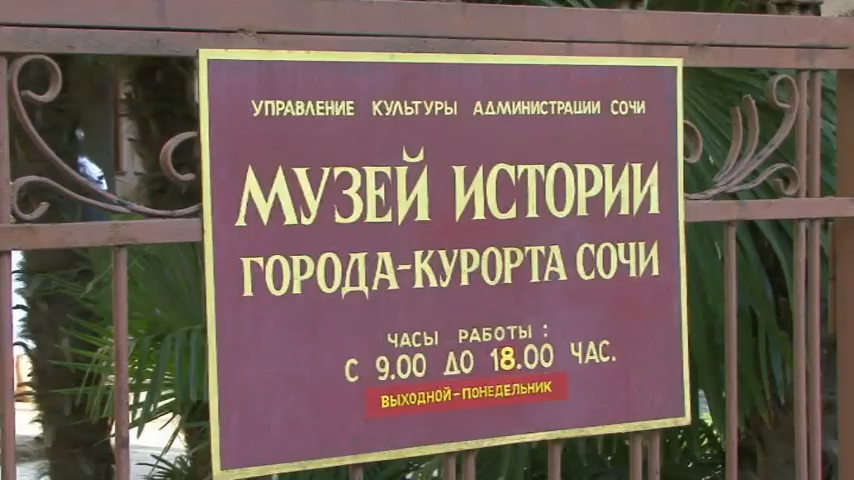 УПРАВЛЕНИЕ КУЛЬТУРЫ АДМИНИСТРАЦИИ СОЧИ
МУЗЕЙ ИСТОРИИ
ГОРОДА-КУРОРТА СОЧИ
ЧАСЫ РАБОТЫ:
С 9.00 ДО 18.00 ЧАС.
ВЫХОДНОЙ-ПОНЕДЕЛЬНИК